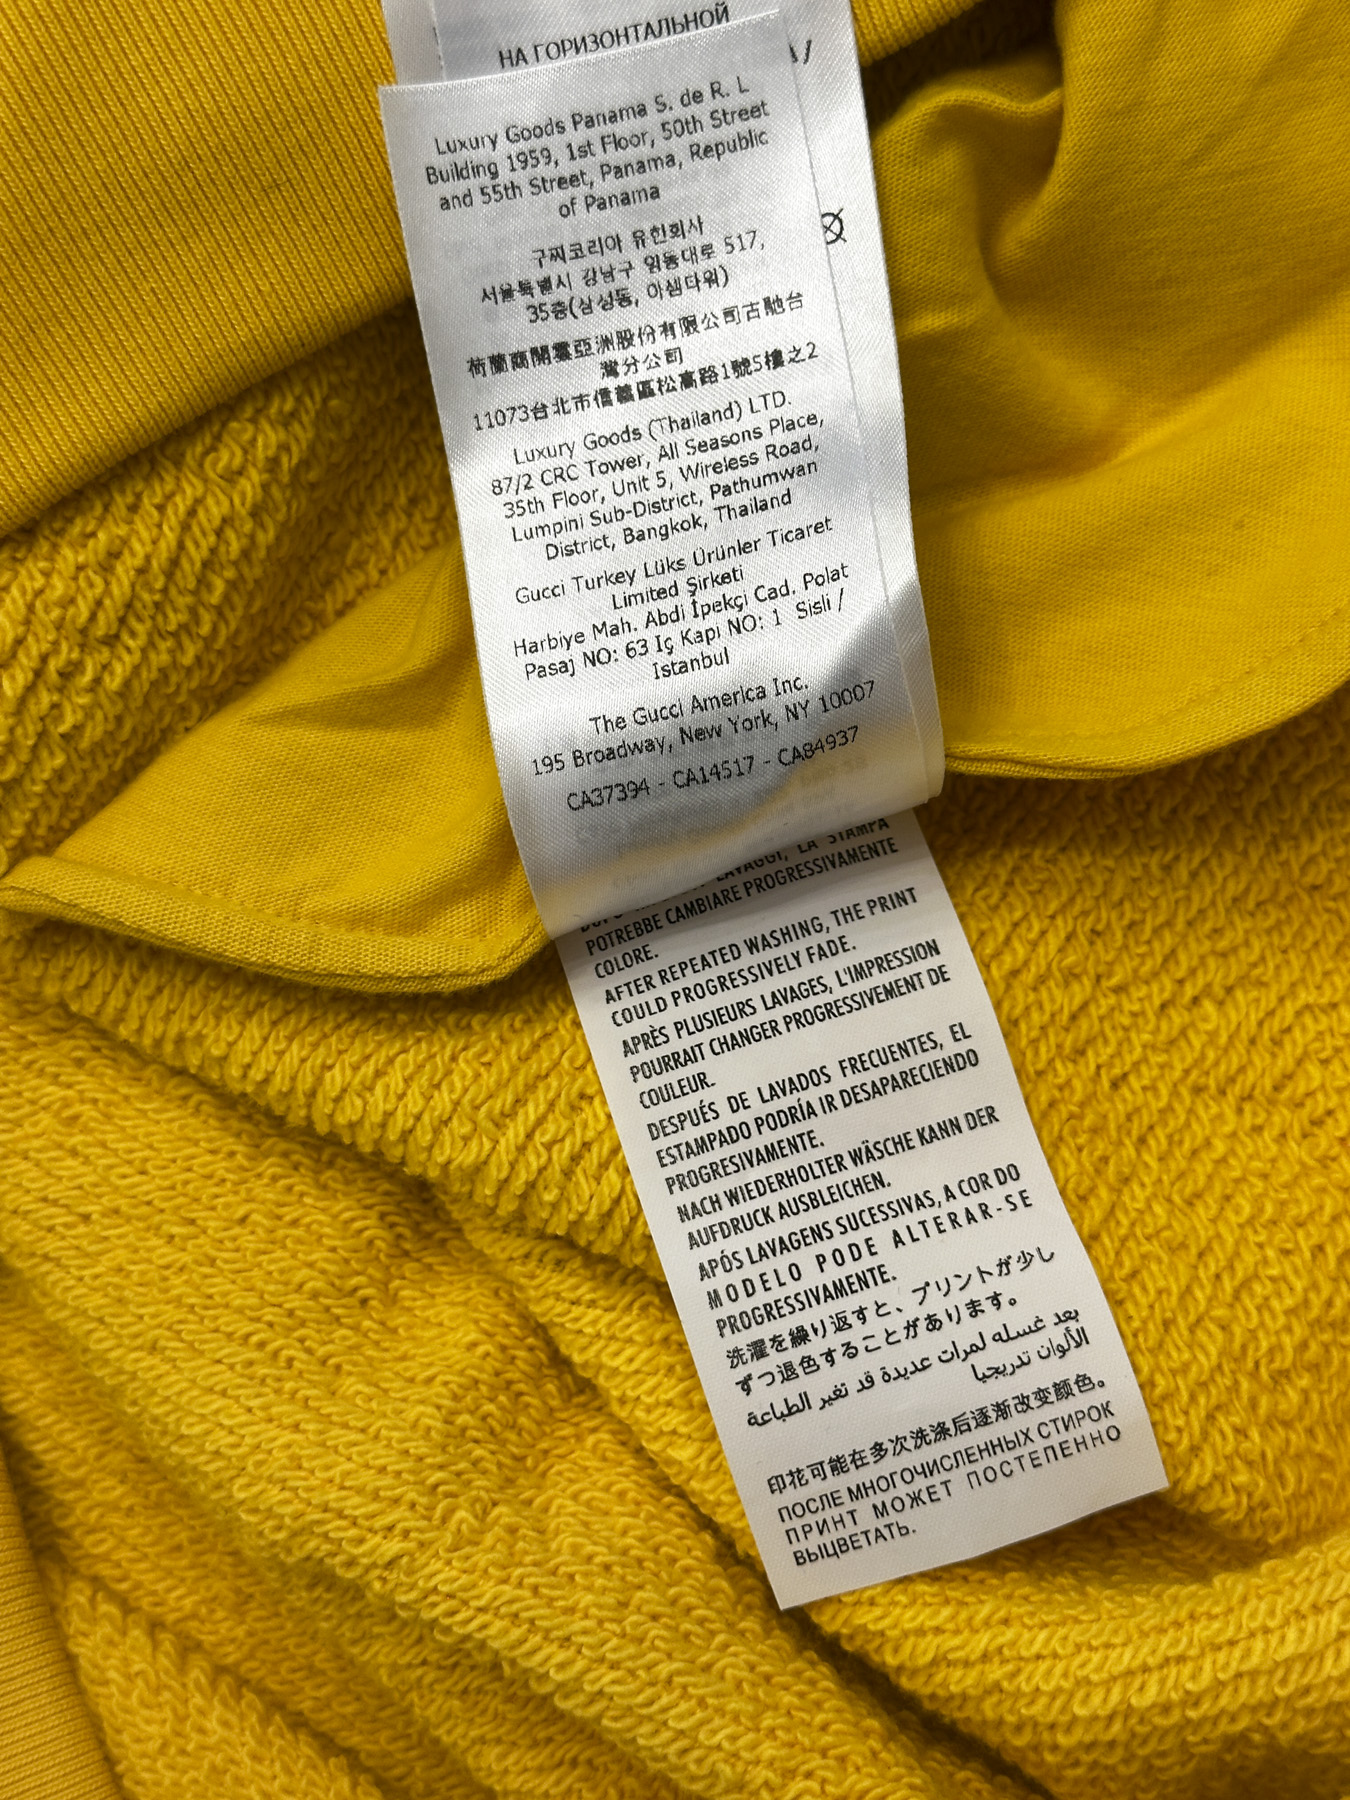 НА ГОРИЗОНТАЛЬНОЙ
Luxury Goods Panama S. de R. L
Building 1959, 1st Floor, 50th Street
and 55th Street, Panama, Republic
of Panama
구찌코리아 유한회사
서울특별시 강남구 영동대로 517,
35층(삼성동, 아셈타워)
荷蘭商開雲亞洲股份有限公司古馳台
灣分公司
11073台北市信義區松高路1號5樓之2
Luxury Goods (Thailand) LTD.
87/2 CRC Tower, All Seasons Place,
35th Floor, Unit 5, Wireless Road,
Lumpini Sub-District, Pathumwan
District, Bangkok, Thailand
Gucci Turkey Lüks Ürünler Ticaret
Limited Şirketi
Harbiye Mah. Abdi İpekçi Cad. Polat
Pasaj NO: 63 Iç Kapı NO: 1 Sisli /
Istanbul
The Gucci America Inc.
195 Broadway, New York, NY 10007
CA37394 - CA14517 - CA84937
LAVAGGI, LA STAMPA
POTREBBE CAMBIARE PROGRESSIVAMENTE
COLORE.
AFTER REPEATED WASHING, THE PRINT
COULD PROGRESSIVELY FADE.
APRÈS PLUSIEURS LAVAGES, L'IMPRESSION
POURRAIT CHANGER PROGRESSIVEMENT DE
COULEUR.
DESPUÉS DE LAVADOS FRECUENTES, EL
ESTAMPADO PODRÍA IR DESAPARECIENDO
PROGRESIVAMENTE.
NACH WIEDERHOLTER WÄSCHE KANN DER
AUFDRUCK AUSBLEICHEN.
APÓS LAVAGENS SUCESSIVAS, A COR DO
MODELO PODE ALTERAR-SE
PROGRESSIVAMENTE.
洗濯を繰り返すと、プリントが少し
ずつ退色することがあります。
بعد غسله لمرات عديدة قد تغير الطباعة
الألوان تدريجيا
印花可能在多次洗涤后逐渐改变颜色。
ПОСЛЕ МНОГОЧИСЛЕННЫХ СТИРОК
ПРИНТ МОЖЕТ ПОСТЕПЕННО
ВЫЦВЕТАТЬ.